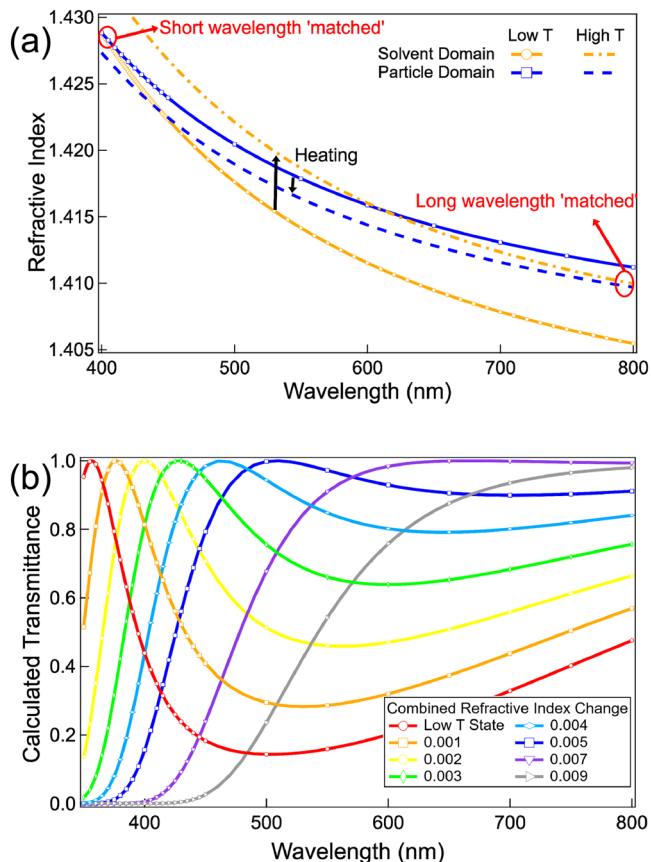 (a)
1.430
1.425
1.420
1.415
1.410
1.405
Refractive Index
Short wavelength 'matched'
Low T High T
Solvent Domain
Particle Domain
Heating
Long wavelength 'matched'
400 500 600 700 800
Wavelength (nm)
(b)
1.0
0.8
0.6
0.4
0.2
0.0
Calculated Transmittance
Combined Refractive Index Change
Low T State 0.004
0.001 0.005
0.002 0.007
0.003 0.009
400 500 600 700 800
Wavelength (nm)